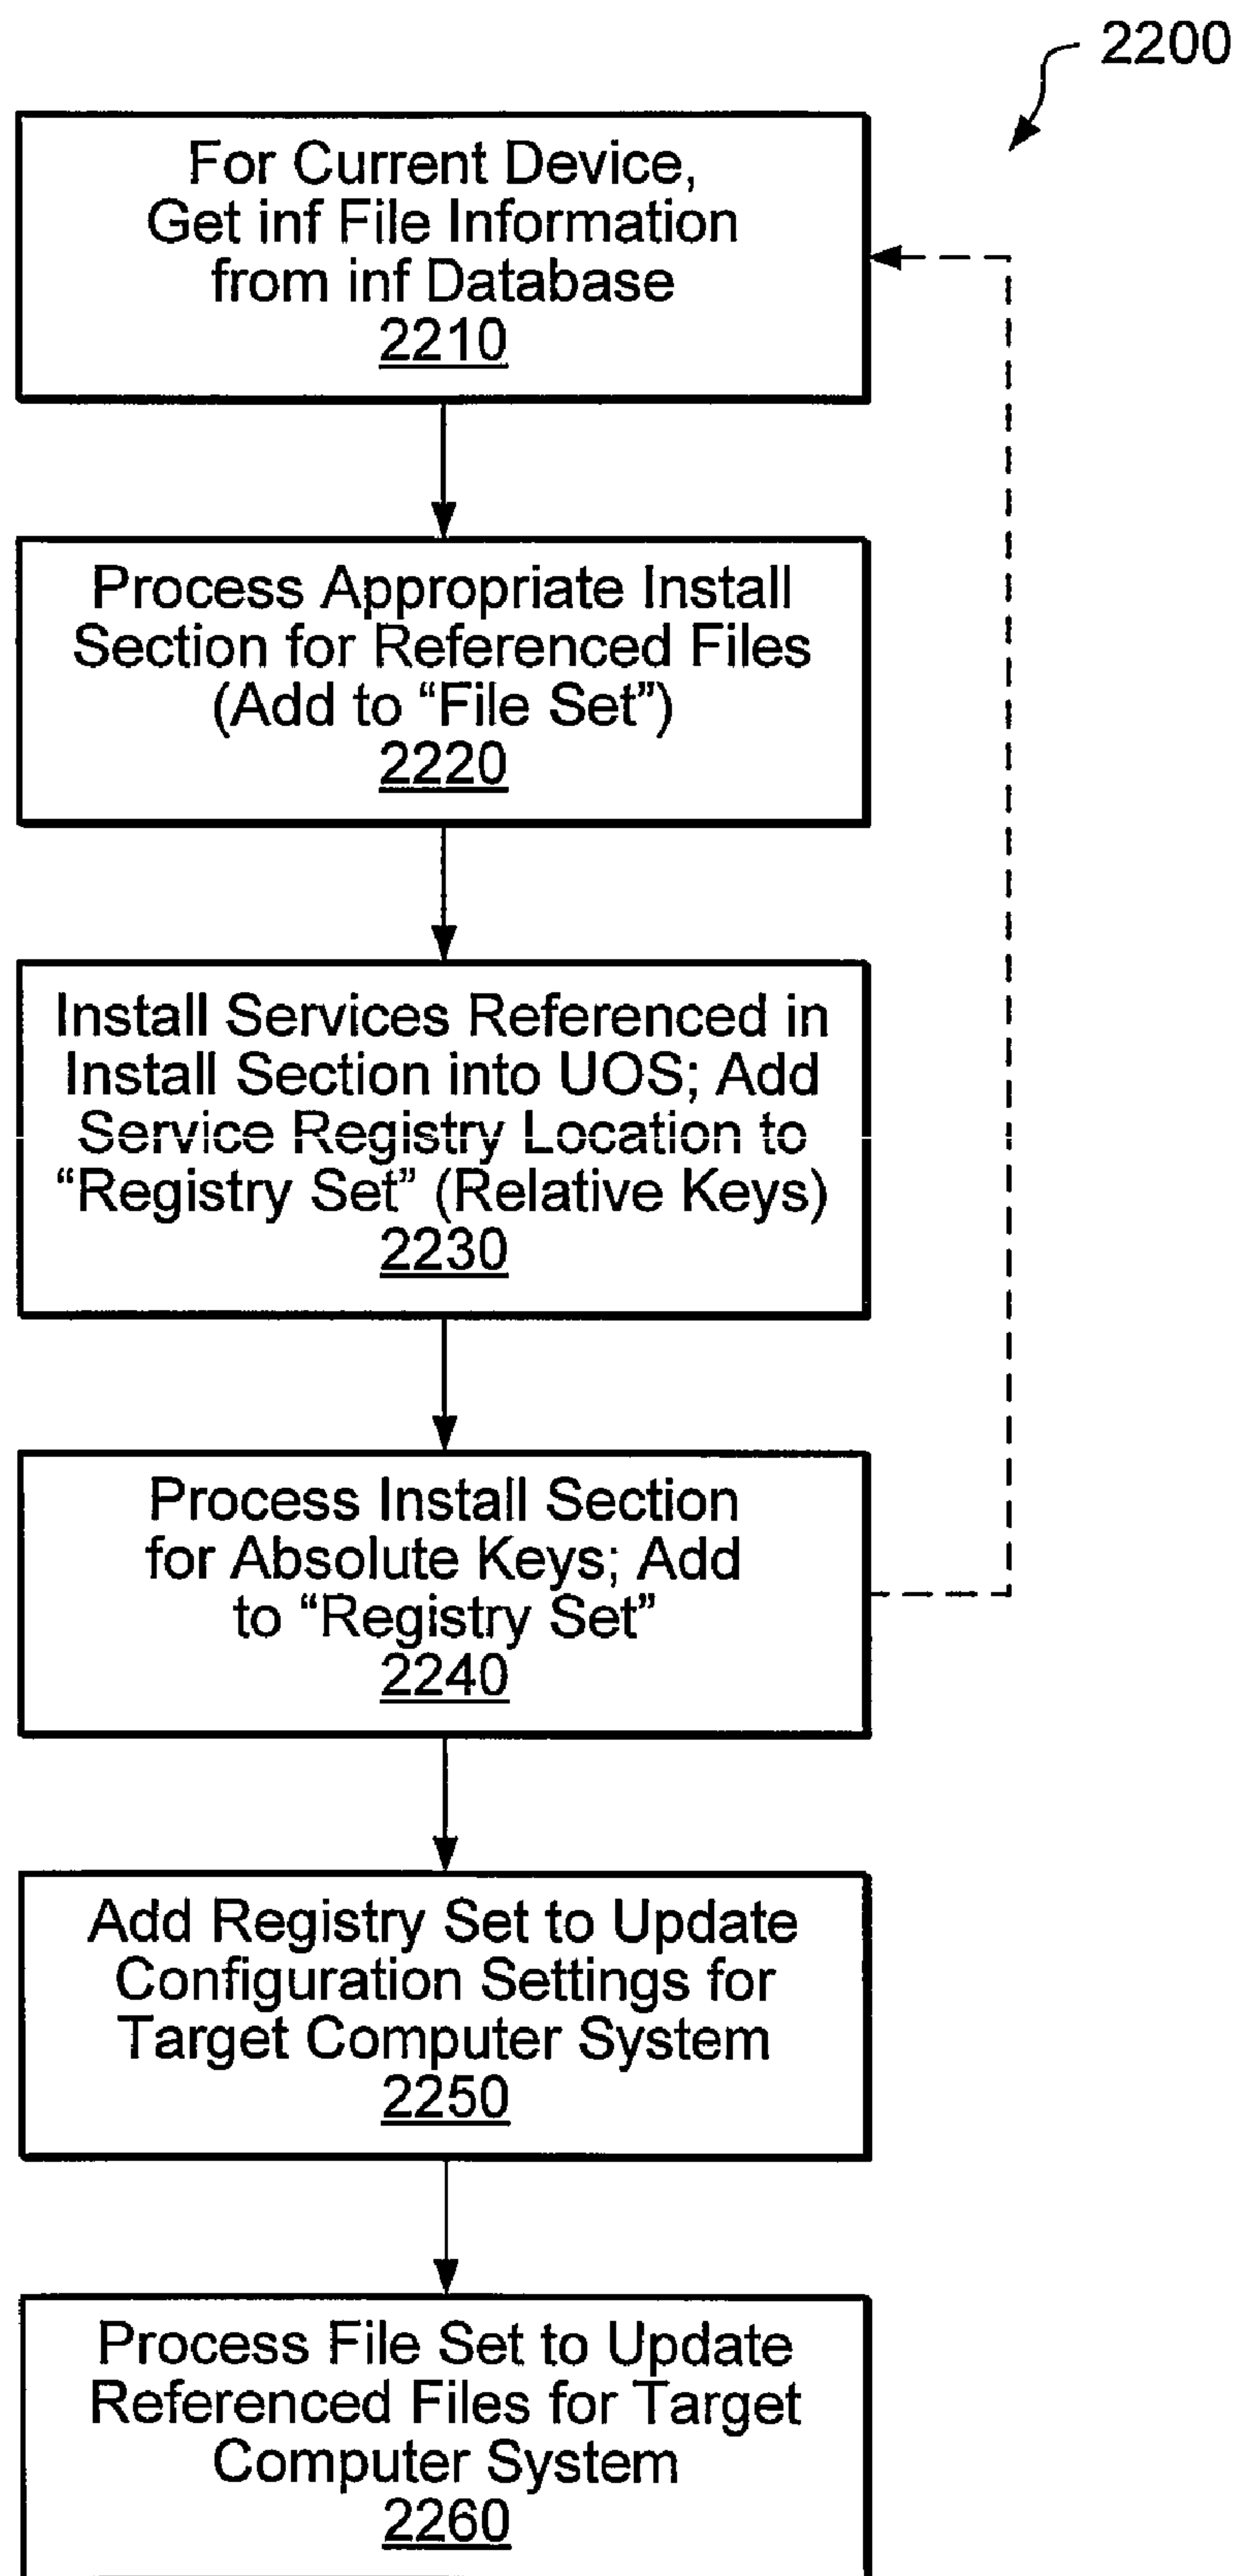 2200
For Current Device,
Get inf File Information
from inf Database
2210
Process Appropriate Install
Section for Referenced Files
(Add to “File Set”)
2220
Install Services Referenced in
Install Section into UOS; Add
Service Registry Location to
“Registry Set” (Relative Keys)
2230
Process Install Section
for Absolute Keys; Add
to “Registry Set”
2240
Add Registry Set to Update
Configuration Settings for
Target Computer System
2250
Process File Set to Update
Referenced Files for Target
Computer System
2260